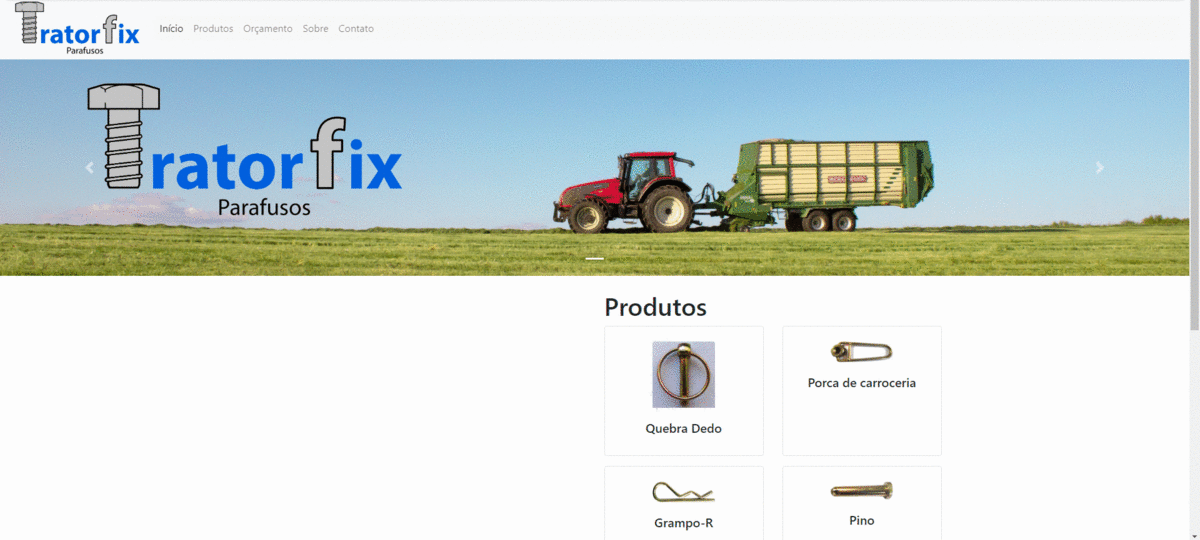 Tratorfix
Parafusos
Início Produtos Orçamento Sobre Contato
Tratorfix
Parafusos
Produtos
Quebra Dedo
Porca de carroceria
Grampo-R
Pino